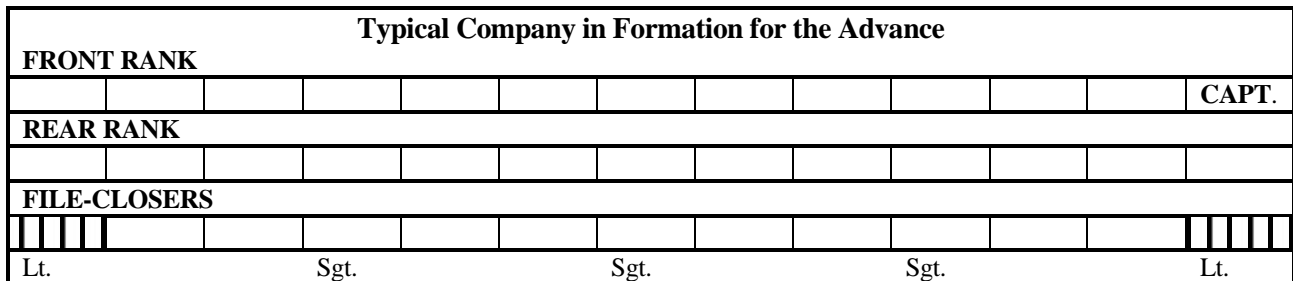 Typical Company in Formation for the Advance
FRONT RANK
CAPT.
REAR RANK
FILE-CLOSERS
Lt. Sgt. Sgt. Sgt. Lt.